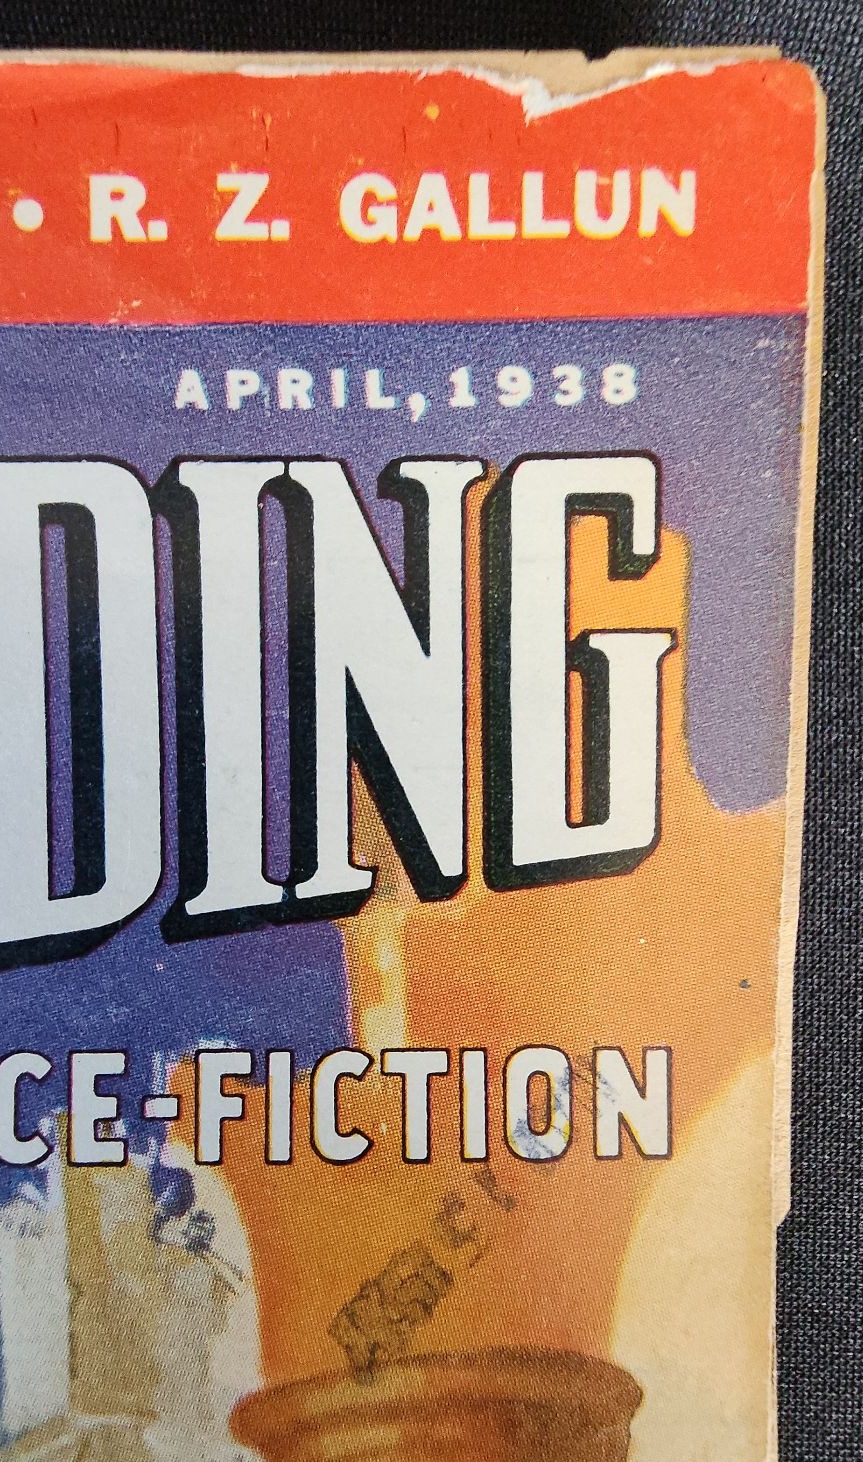 • R. Z. GALLUN
APRIL, 1938
DING
CE-FICTION